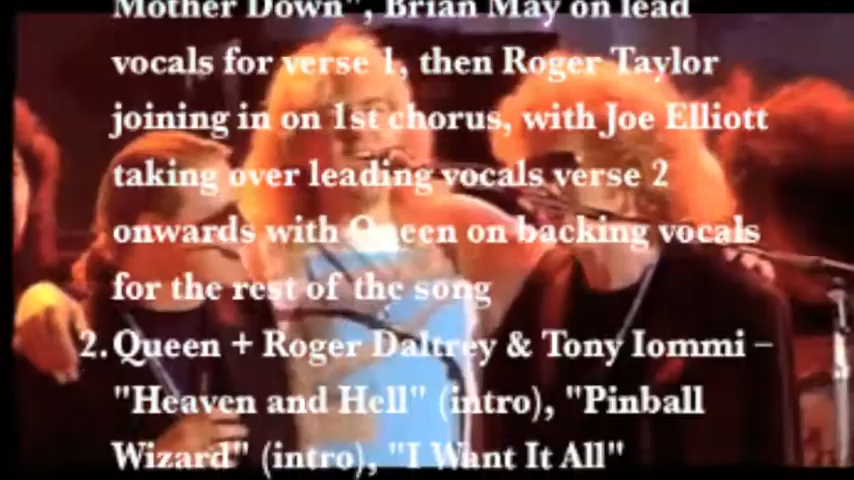 Mother Down", Brian May on lead
vocals for verse 1, then Roger Taylor
joining in on 1st chorus, with Joe Elliott
taking over leading vocals verse 2
onwards with Queen on backing vocals
for the rest of the song
2. Queen + Roger Daltrey & Tony Iommi –
"Heaven and Hell" (intro), "Pinball
Wizard" (intro), "I Want It All"